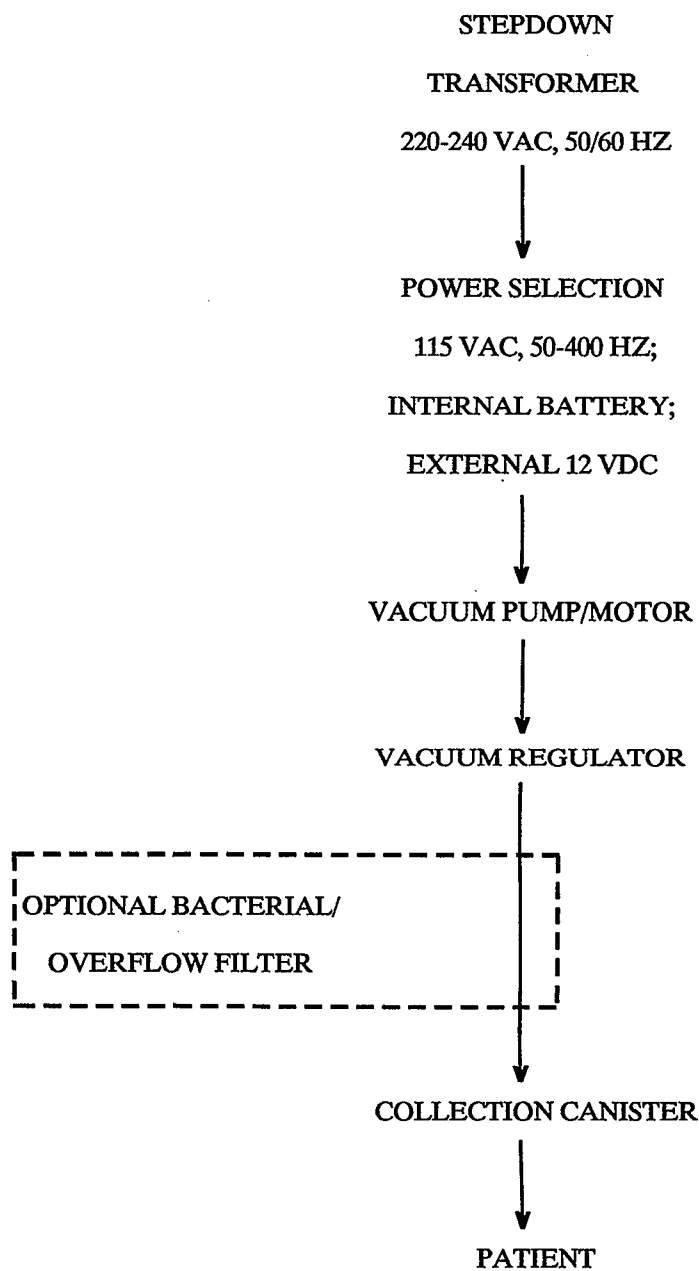 STEPDOWN
TRANSFORMER
220-240 VAC, 50/60 HZ
POWER SELECTION
115 VAC, 50-400 HZ;
INTERNAL BATTERY;
EXTERNAL 12 VDC
VACUUM PUMP/MOTOR
VACUUM REGULATOR
OPTIONAL BACTERIAL/
OVERFLOW FILTER
COLLECTION CANISTER
PATIENT